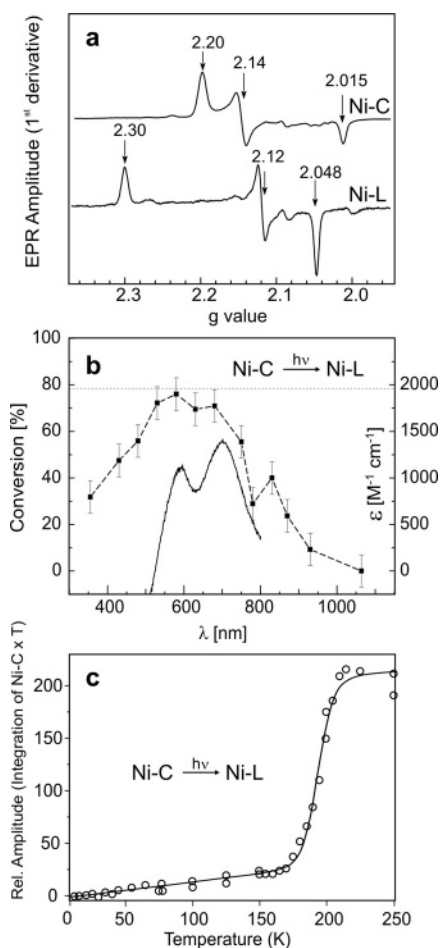 a
2.20
2.14
2.015
Ni-C
2.30
2.12
2.048
Ni-L
EPR Amplitude (1st derivative)
2.3 2.2 2.1 2.0
g value
b
Ni-C hν Ni-L
100
80
60
40
20
0
Conversion [%]
2000
1500
1000
500
0
ε [M-1 cm-1]
400 600 800 1000
λ [nm]
c
Ni-C hν Ni-L
200
150
100
50
0
Rel. Amplitude (Integration of Ni-C x T)
0 50 100 150 200 250
Temperature (K)